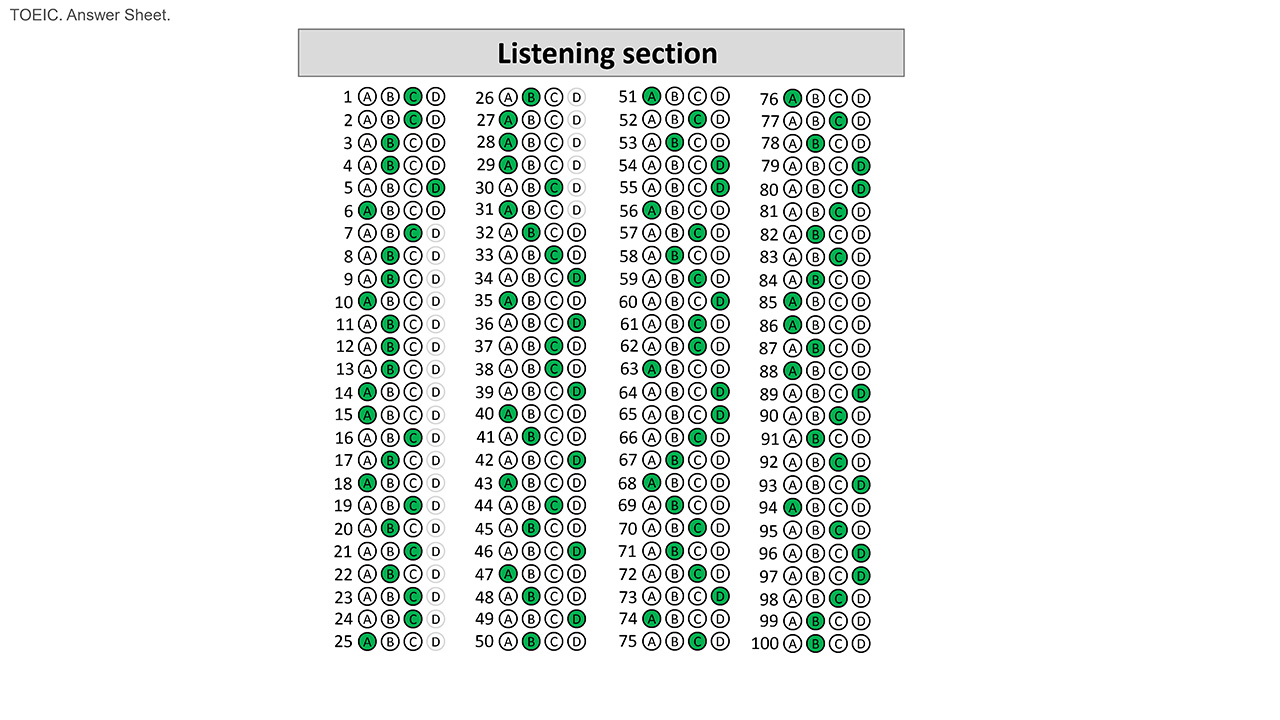 TOEIC. Answer Sheet.
Listening section
1 A B C D
2 A B C D
3 A B C D
4 A B C D
5 A B C D
6 A B C D
7 A B C D
8 A B C D
9 A B C D
10 A B C D
11 A B C D
12 A B C D
13 A B C D
14 A B C D
15 A B C D
16 A B C D
17 A B C D
18 A B C D
19 A B C D
20 A B C D
21 A B C D
22 A B C D
23 A B C D
24 A B C D
25 A B C D
26 A B C D
27 A B C D
28 A B C D
29 A B C D
30 A B C D
31 A B C D
32 A B C D
33 A B C D
34 A B C D
35 A B C D
36 A B C D
37 A B C D
38 A B C D
39 A B C D
40 A B C D
41 A B C D
42 A B C D
43 A B C D
44 A B C D
45 A B C D
46 A B C D
47 A B C D
48 A B C D
49 A B C D
50 A B C D
51 A B C D
52 A B C D
53 A B C D
54 A B C D
55 A B C D
56 A B C D
57 A B C D
58 A B C D
59 A B C D
60 A B C D
61 A B C D
62 A B C D
63 A B C D
64 A B C D
65 A B C D
66 A B C D
67 A B C D
68 A B C D
69 A B C D
70 A B C D
71 A B C D
72 A B C D
73 A B C D
74 A B C D
75 A B C D
76 A B C D
77 A B C D
78 A B C D
79 A B C D
80 A B C D
81 A B C D
82 A B C D
83 A B C D
84 A B C D
85 A B C D
86 A B C D
87 A B C D
88 A B C D
89 A B C D
90 A B C D
91 A B C D
92 A B C D
93 A B C D
94 A B C D
95 A B C D
96 A B C D
97 A B C D
98 A B C D
99 A B C D
100 A B C D